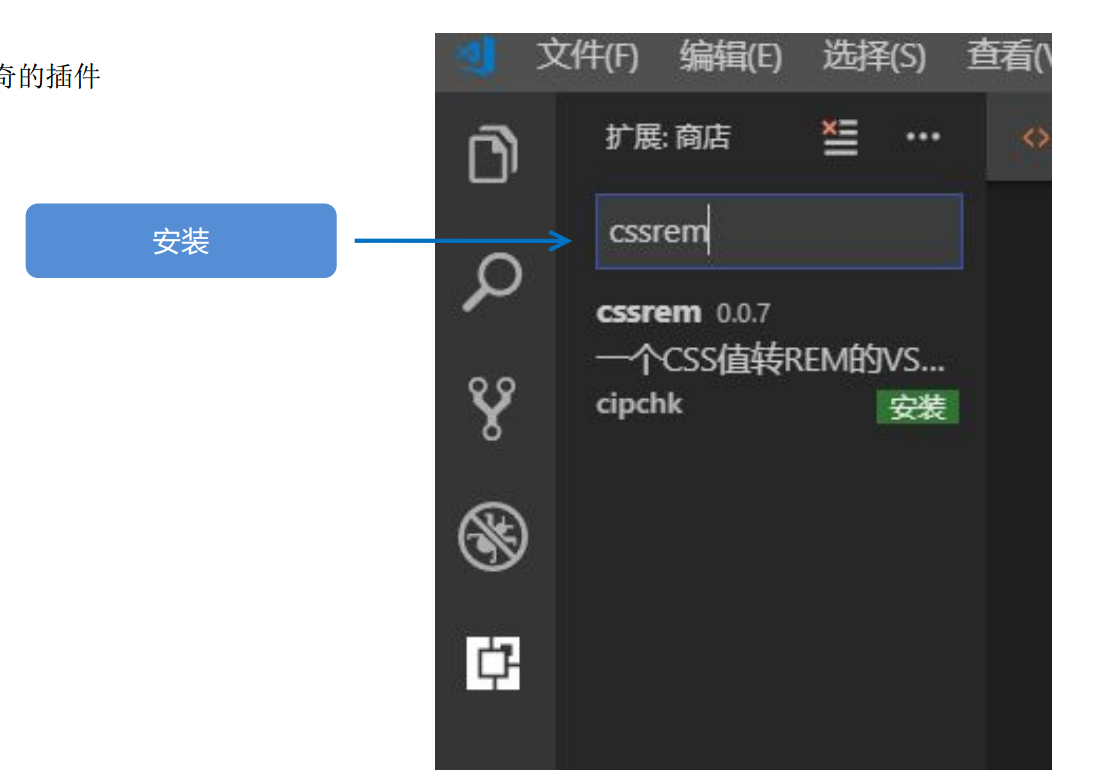 文件(F) 编辑(E) 选择(S) 查看(V
奇的插件
扩展: 商店
安装
cssrem
cssrem 0.0.7
一个CSS值转REM的VS...
cipchk 安装